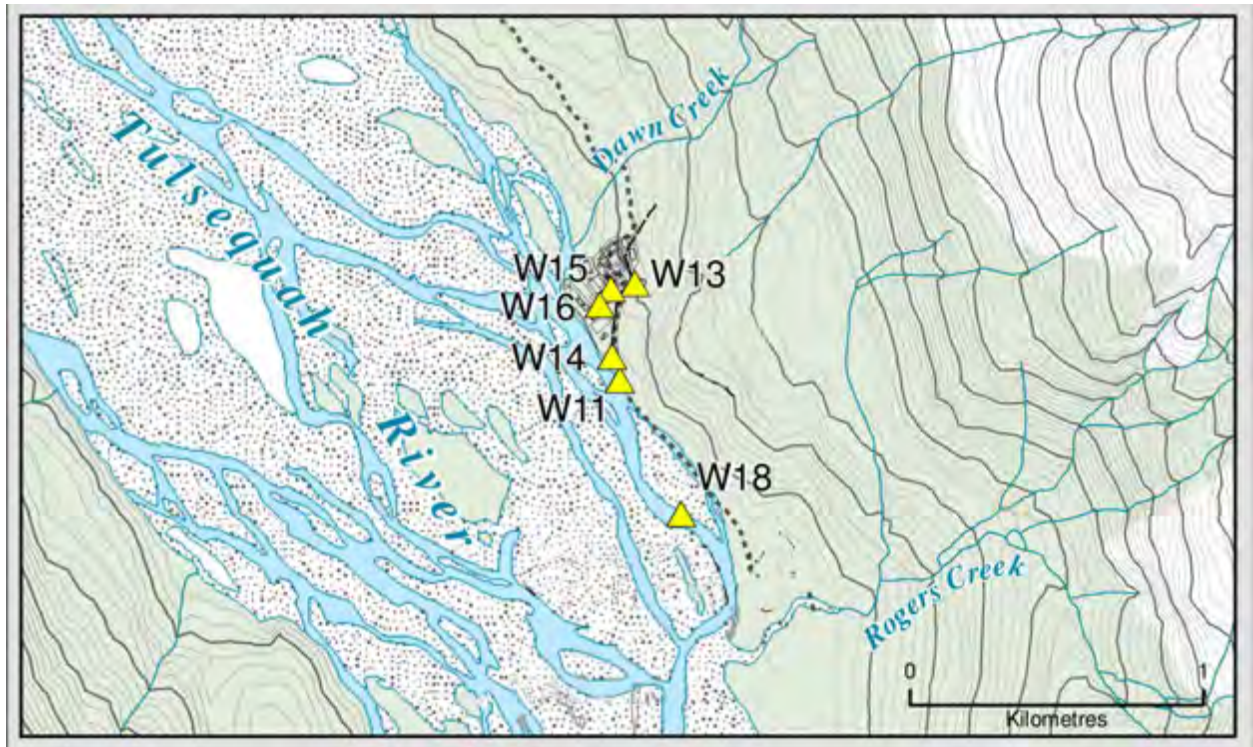 Dawn Creek
Tulsequah
River
W15
W13
W16
W14
W11
W18
Rogers Creek
0
1
Kilometres